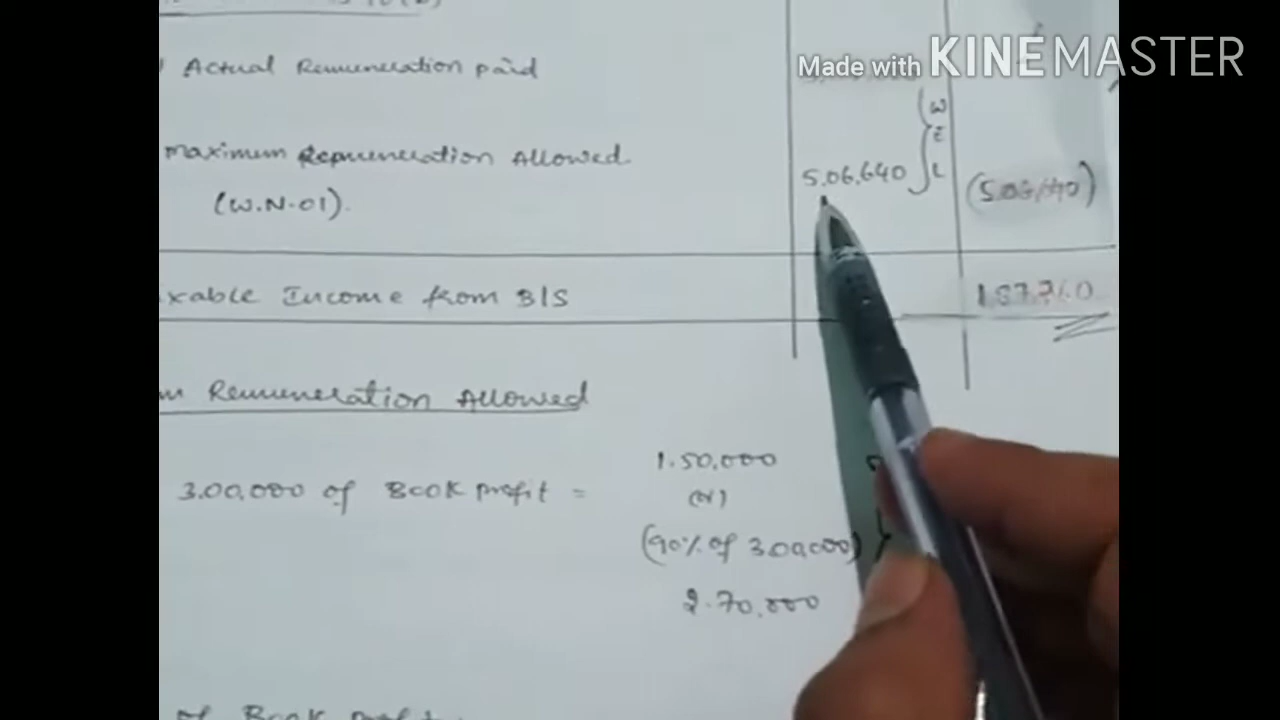 Made with KINEMASTER
Actual Remuneration paid
W
E
L
maximum Remuneration Allowed
5,06,640
(5,06,640)
(W.N.01).
xable Income from B/S
Remuneration Allowed
1.50,000
3.00,000 of Book profit =
(or)
(90% of 3.00,000)
2.70,000
of Book profit